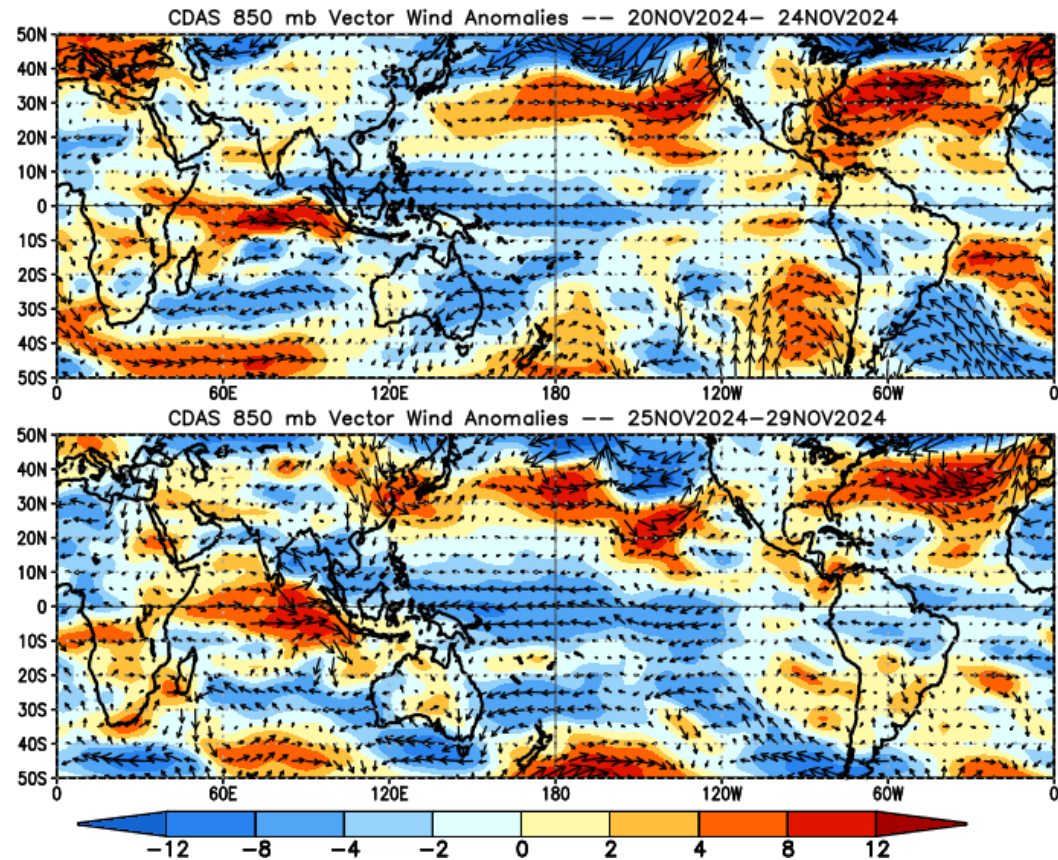 CDAS 850 mb Vector Wind Anomalies -- 20NOV2024- 24NOV2024
50N
40N
30N
20N
10N
0
10S
20S
30S
40S
50S
0 60E 120E 180 120W 60W 0
CDAS 850 mb Vector Wind Anomalies -- 25NOV2024-29NOV2024
50N
40N
30N
20N
10N
0
10S
20S
30S
40S
50S
0 60E 120E 180 120W 60W 0
-12 -8 -4 -2 0 2 4 8 12